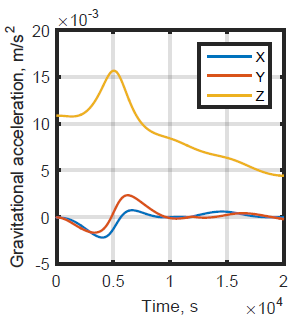 ×10⁻³
20
15
10
5
0
-5
Gravitational acceleration, m/s²
X
Y
Z
0 0.5 1 1.5 2
×10⁴
Time, s